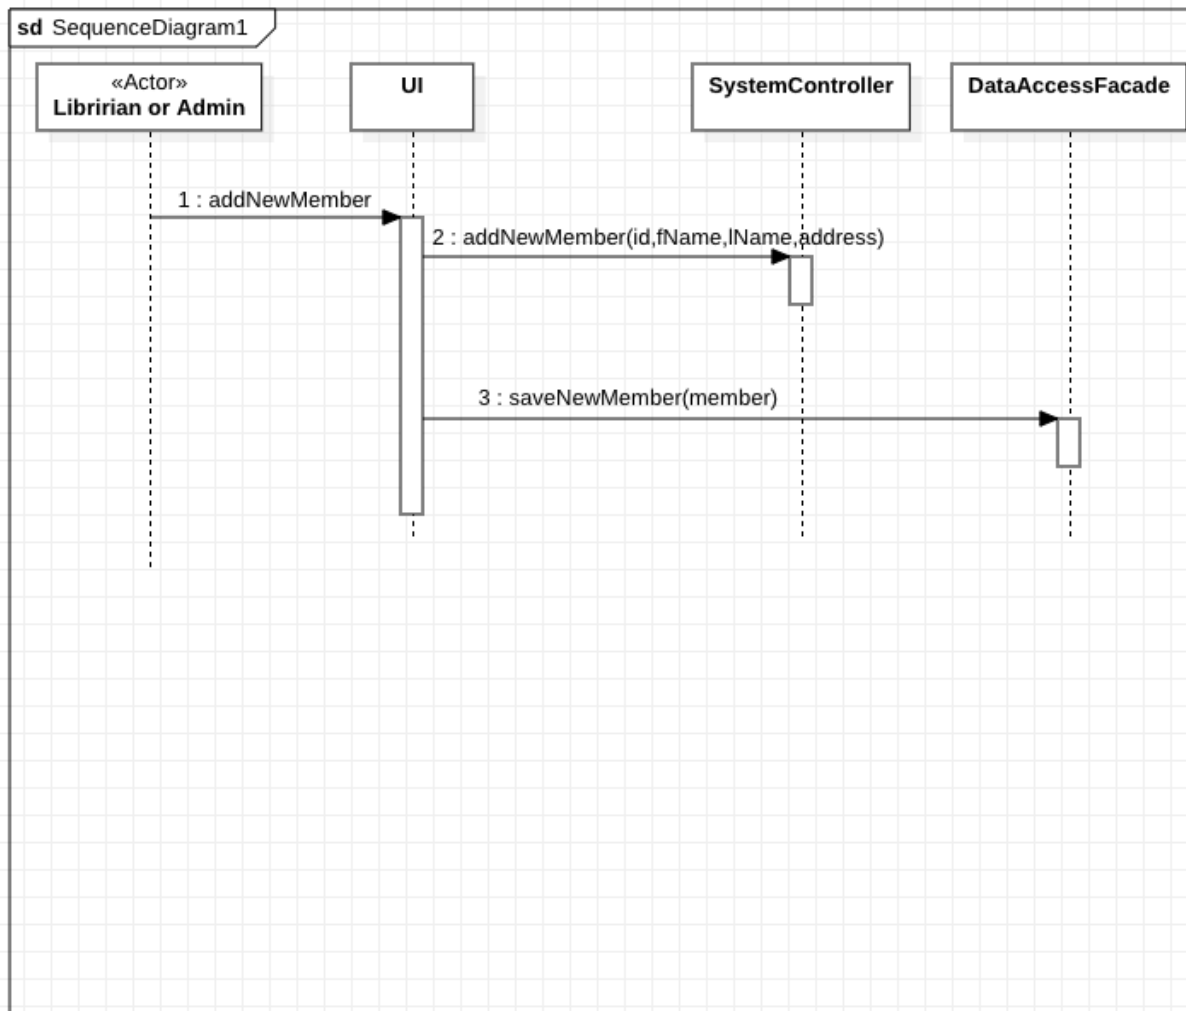 sd SequenceDiagram1
«Actor»
Libririan or Admin
UI
SystemController
DataAccessFacade
1 : addNewMember
2 : addNewMember(id,fName,lName,address)
3 : saveNewMember(member)